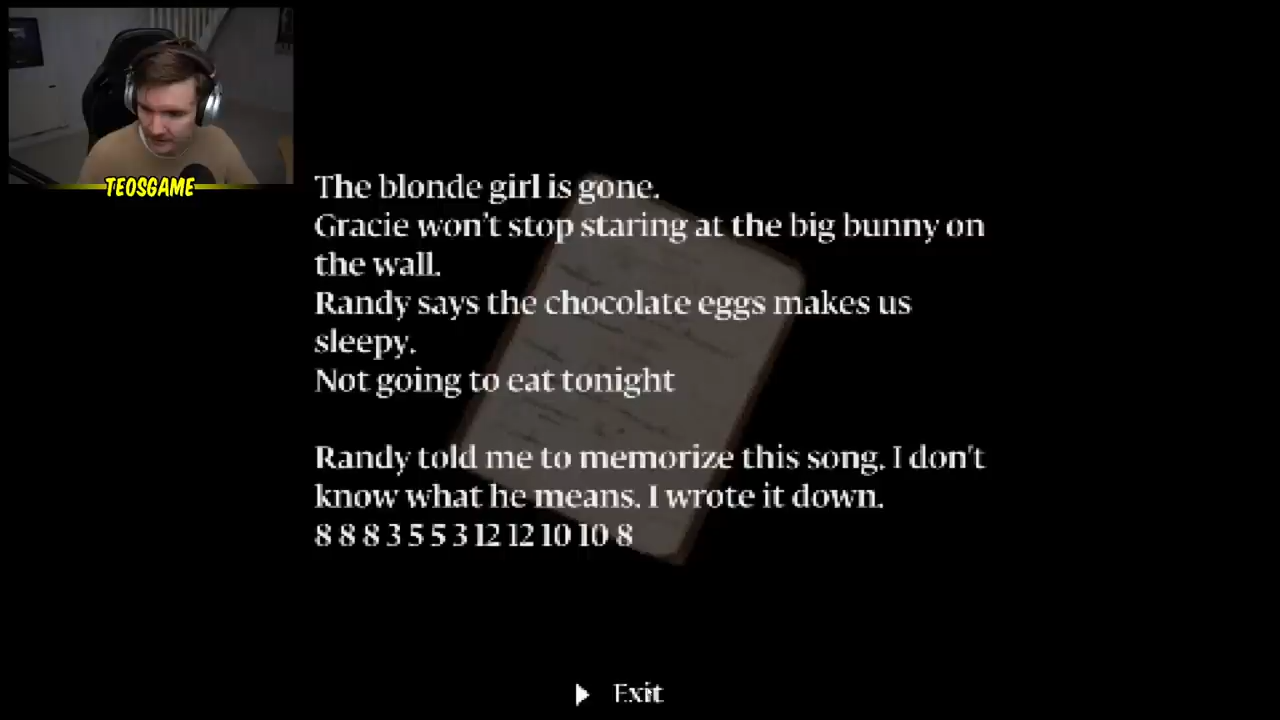 TEOSGAME
The blonde girl is gone.
Gracie won't stop staring at the big bunny on
the wall.
Randy says the chocolate eggs makes us
sleepy.
Not going to eat tonight
Randy told me to memorize this song. I don't
know what he means. I wrote it down.
8 8 8 3 5 5 3 12 12 10 10 8
Exit